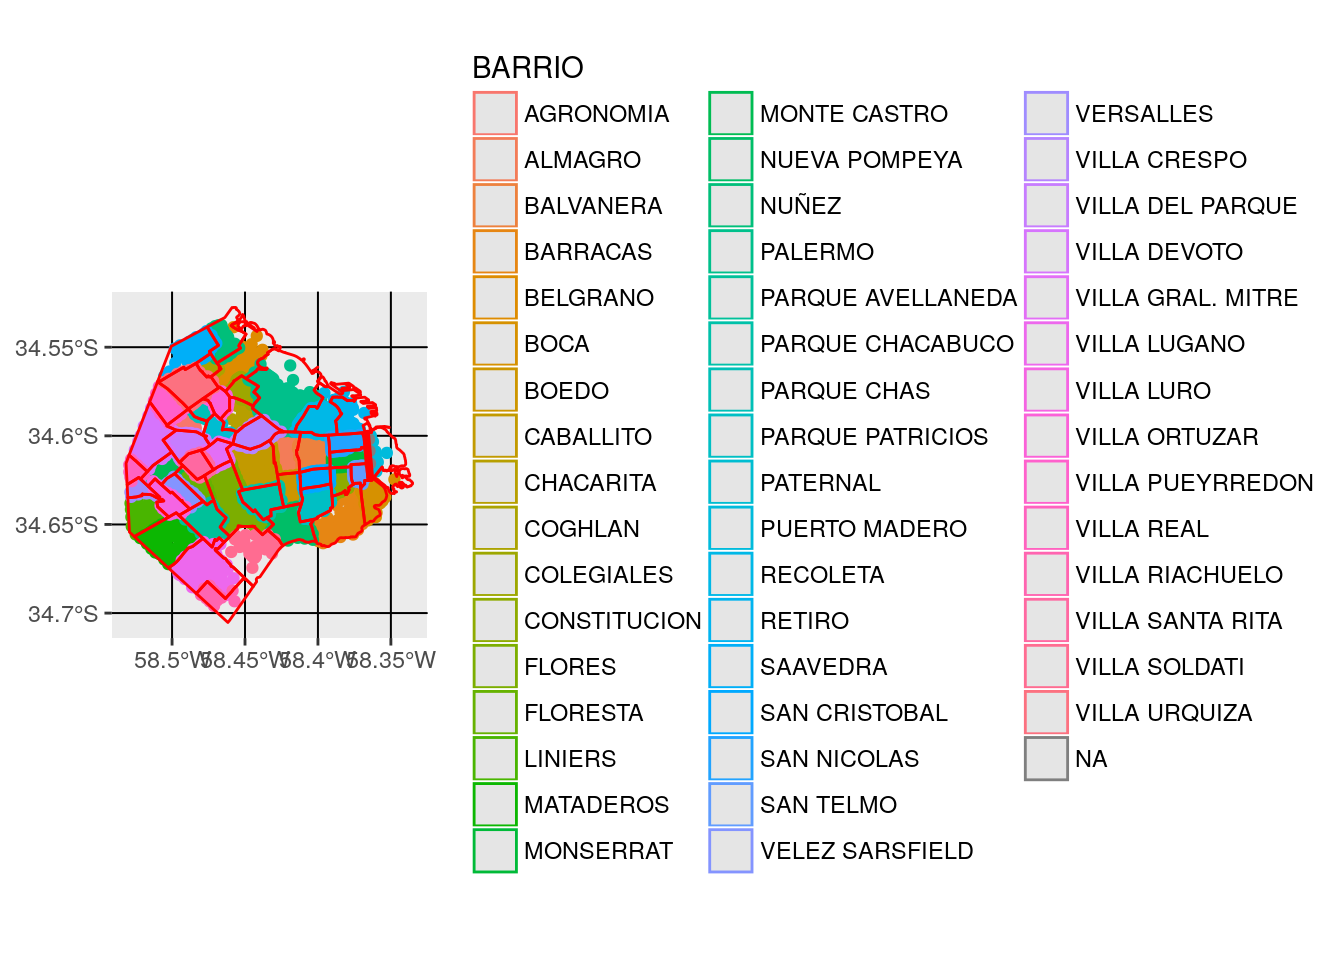 BARRIO
AGRONOMIA
ALMAGRO
BALVANERA
BARRACAS
BELGRANO
BOCA
BOEDO
CABALLITO
CHACARITA
COGHLAN
COLEGIALES
CONSTITUCION
FLORES
FLORESTA
LINIERS
MATADEROS
MONSERRAT
MONTE CASTRO
NUEVA POMPEYA
NUÑEZ
PALERMO
PARQUE AVELLANEDA
PARQUE CHACABUCO
PARQUE CHAS
PARQUE PATRICIOS
PATERNAL
PUERTO MADERO
RECOLETA
RETIRO
SAAVEDRA
SAN CRISTOBAL
SAN NICOLAS
SAN TELMO
VELEZ SARSFIELD
VERSALLES
VILLA CRESPO
VILLA DEL PARQUE
VILLA DEVOTO
VILLA GRAL. MITRE
VILLA LUGANO
VILLA LURO
VILLA ORTUZAR
VILLA PUEYRREDON
VILLA REAL
VILLA RIACHUELO
VILLA SANTA RITA
VILLA SOLDATI
VILLA URQUIZA
NA
34.55°S
34.6°S
34.65°S
34.7°S
58.5°W 58.45°W 58.4°W 58.35°W